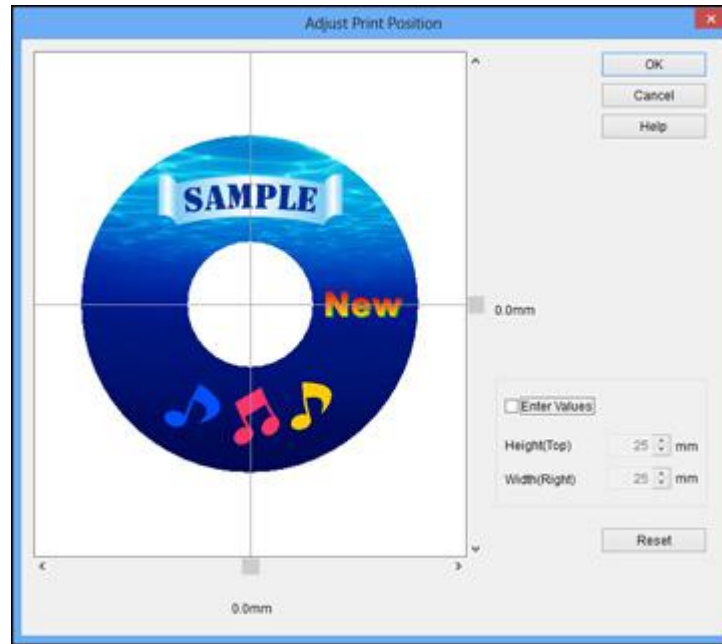 Adjust Print Position
OK
Cancel
Help
SAMPLE
New
0.0mm
Enter Values
Height(Top) 25 mm
Width(Right) 25 mm
Reset
0.0mm